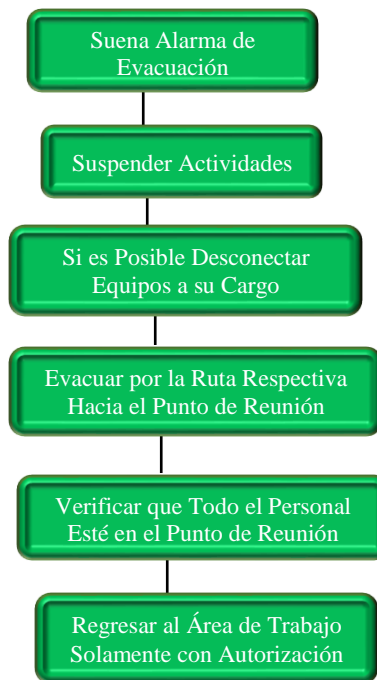 Suena Alarma de
Evacuación
Suspender Actividades
Si es Posible Desconectar
Equipos a su Cargo
Evacuar por la Ruta Respectiva
Hacia el Punto de Reunión
Verificar que Todo el Personal
Esté en el Punto de Reunión
Regresar al Área de Trabajo
Solamente con Autorización